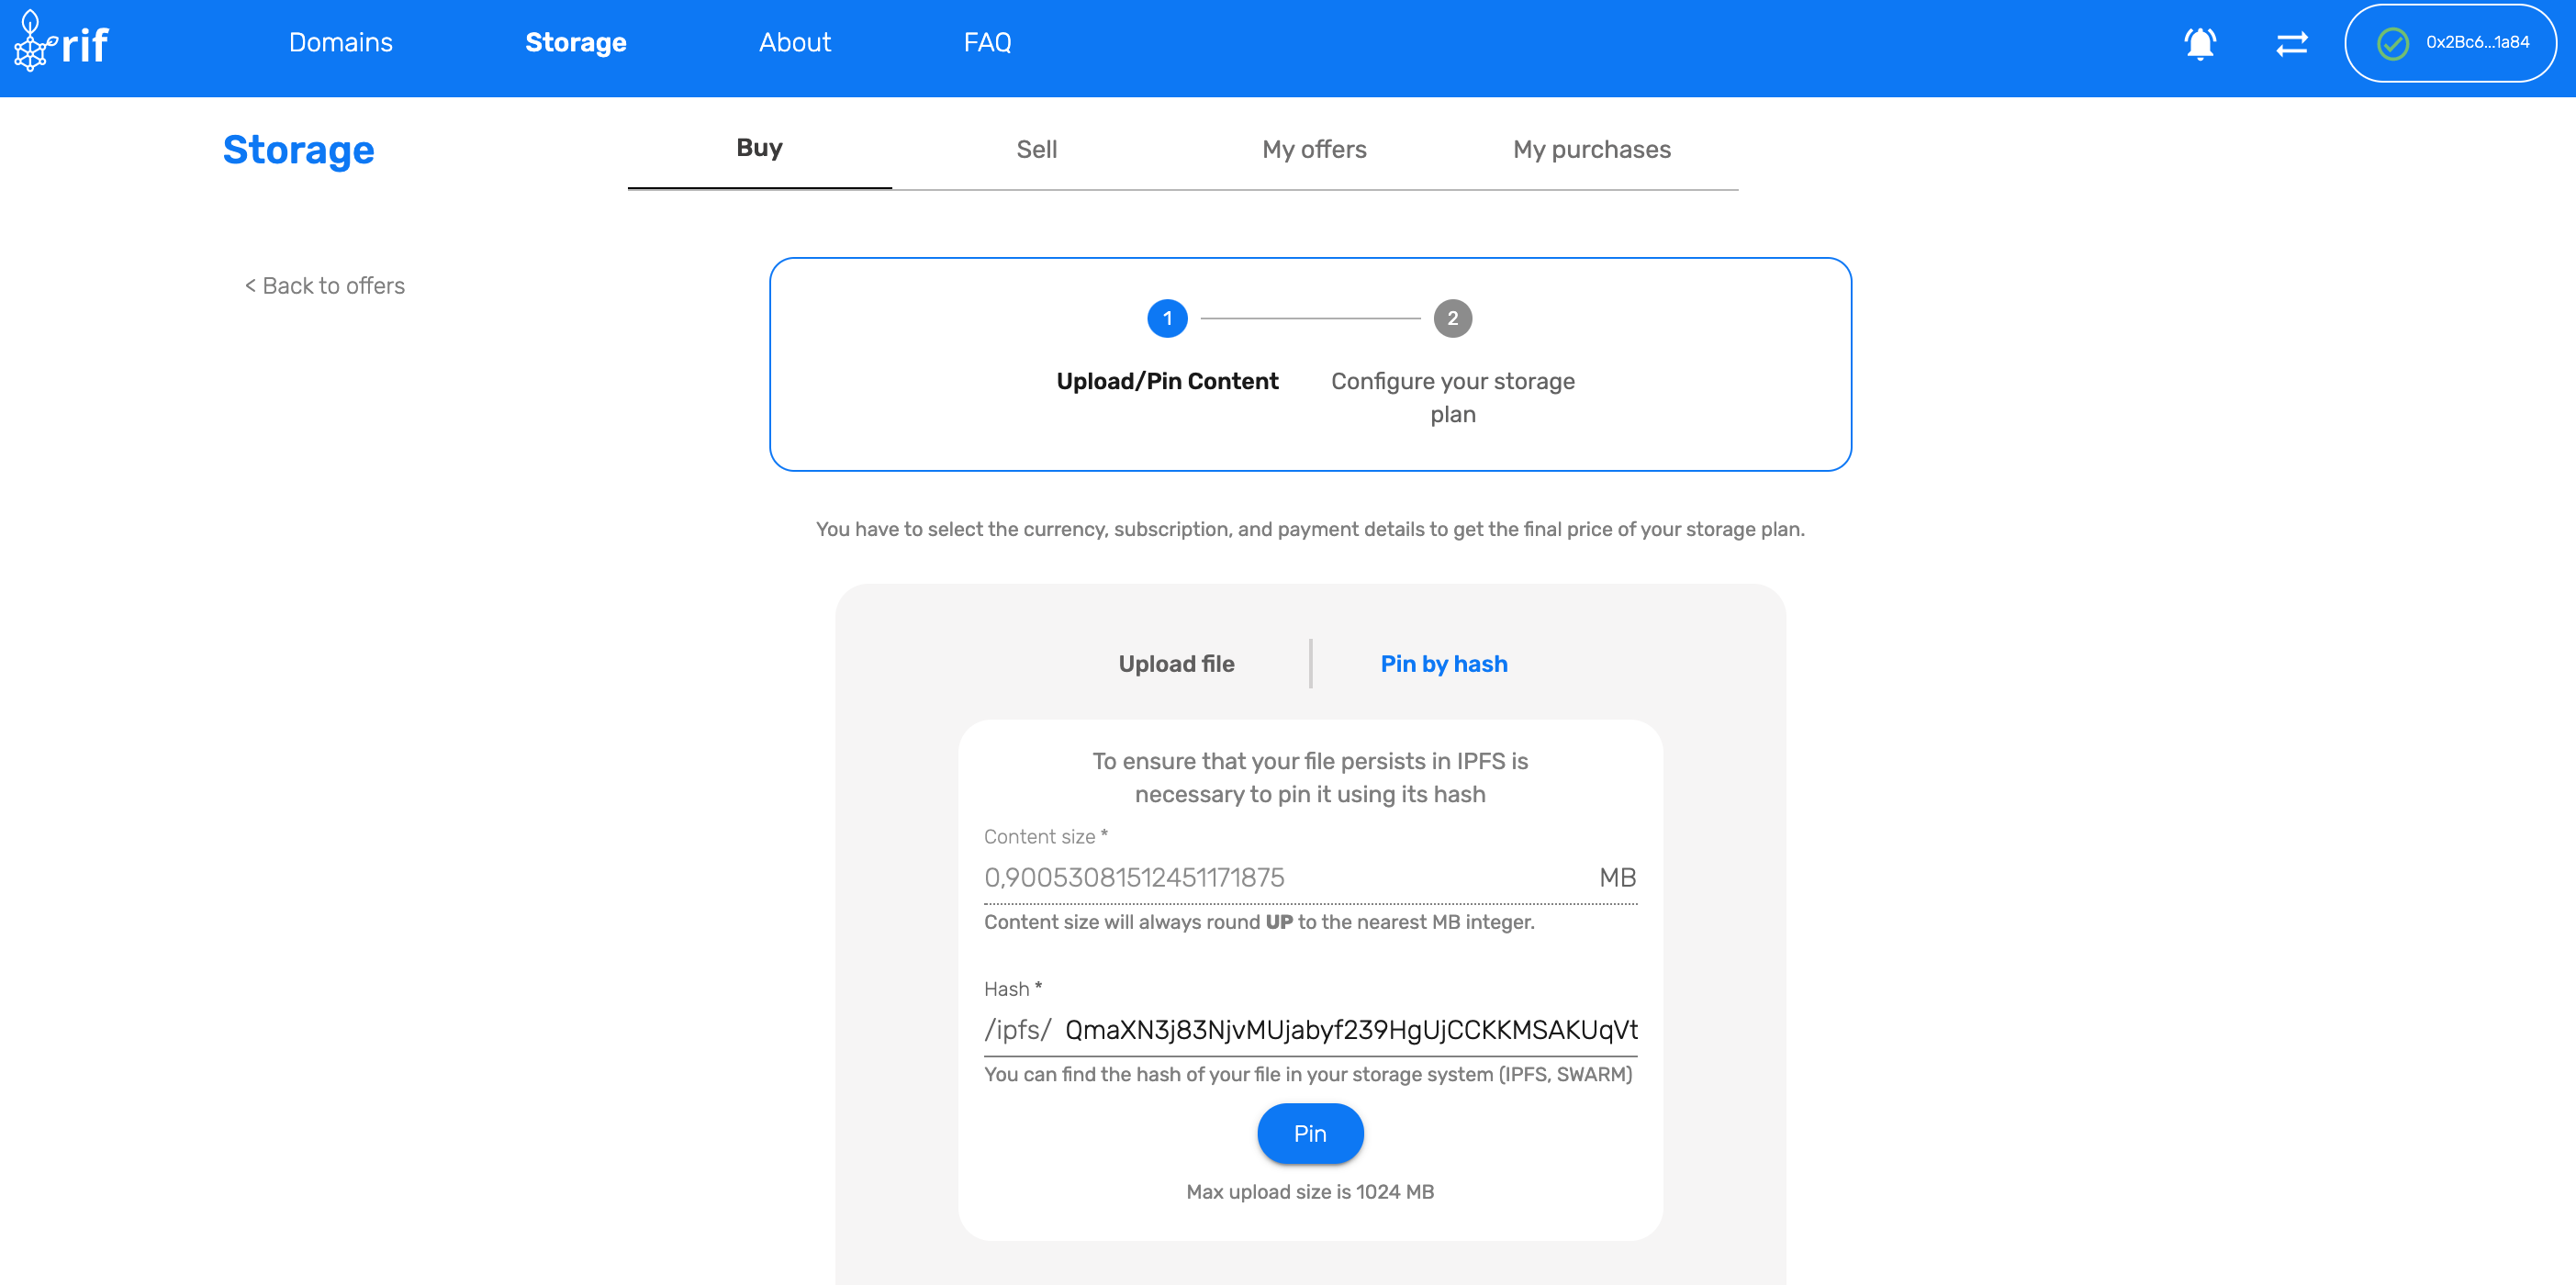 rif
Domains
Storage
About
FAQ
0x2Bc6...1a84
Storage
Buy
Sell
My offers
My purchases
< Back to offers
1
2
Upload/Pin Content
Configure your storage
plan
You have to select the currency, subscription, and payment details to get the final price of your storage plan.
Upload file
Pin by hash
To ensure that your file persists in IPFS is
necessary to pin it using its hash
Content size *
0,90053081512451171875
MB
Content size will always round UP to the nearest MB integer.
Hash *
/ipfs/ QmaXN3j83NjvMUjabyf239HgUjCCKKMSAKUqVt
You can find the hash of your file in your storage system (IPFS, SWARM)
Pin
Max upload size is 1024 MB